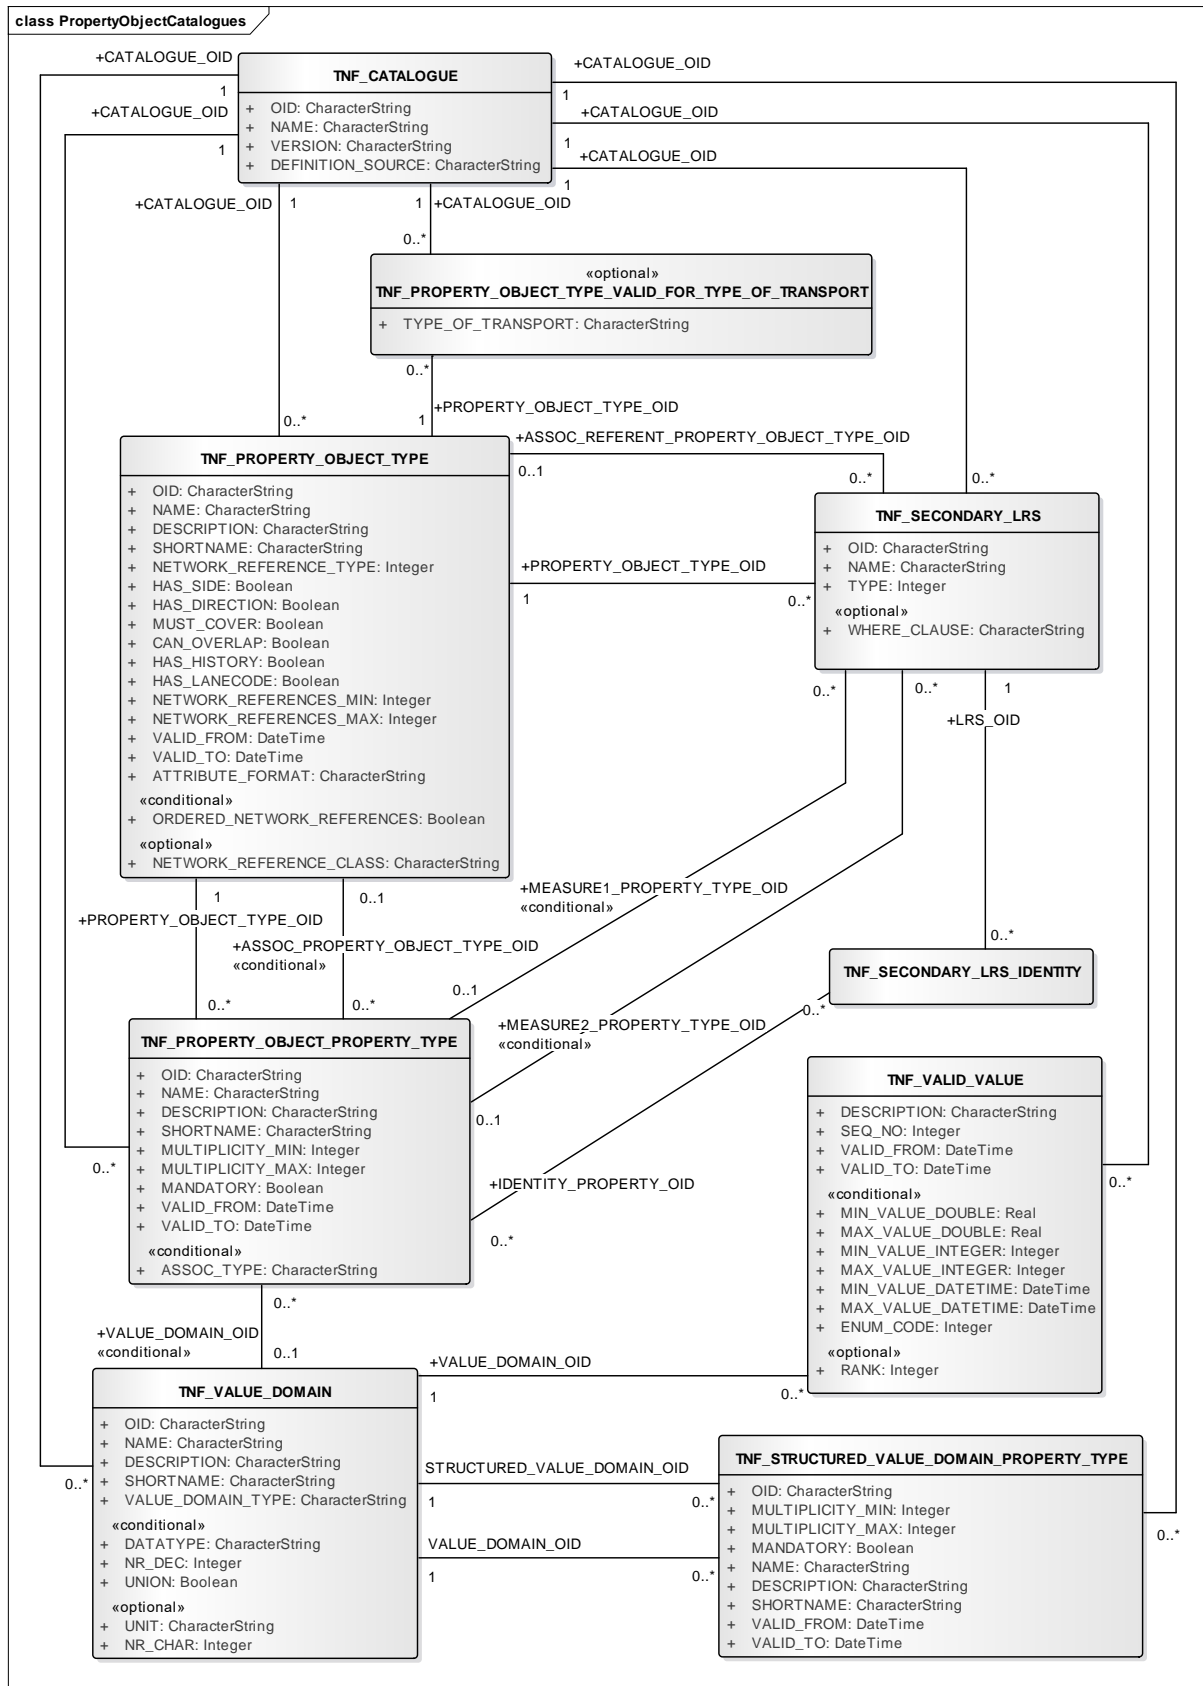 class PropertyObjectCatalogues
+CATALOGUE_OID
1
+CATALOGUE_OID
1
TNF_CATALOGUE
+ OID: CharacterString
+ NAME: CharacterString
+ VERSION: CharacterString
+ DEFINITION_SOURCE: CharacterString
+CATALOGUE_OID
1
+CATALOGUE_OID
1
+CATALOGUE_OID
1
+CATALOGUE_OID
1
1
+CATALOGUE_OID
0..*
«optional»
TNF_PROPERTY_OBJECT_TYPE_VALID_FOR_TYPE_OF_TRANSPORT
+ TYPE_OF_TRANSPORT: CharacterString
0..*
+PROPERTY_OBJECT_TYPE_OID
0..*
1
+ASSOC_REFERENT_PROPERTY_OBJECT_TYPE_OID
0..1
0..*
0..*
TNF_PROPERTY_OBJECT_TYPE
+ OID: CharacterString
+ NAME: CharacterString
+ DESCRIPTION: CharacterString
+ SHORTNAME: CharacterString
+ NETWORK_REFERENCE_TYPE: Integer
+ HAS_SIDE: Boolean
+ HAS_DIRECTION: Boolean
+ MUST_COVER: Boolean
+ CAN_OVERLAP: Boolean
+ HAS_HISTORY: Boolean
+ HAS_LANECODE: Boolean
+ NETWORK_REFERENCES_MIN: Integer
+ NETWORK_REFERENCES_MAX: Integer
+ VALID_FROM: DateTime
+ VALID_TO: DateTime
+ ATTRIBUTE_FORMAT: CharacterString
«conditional»
+ ORDERED_NETWORK_REFERENCES: Boolean
«optional»
+ NETWORK_REFERENCE_CLASS: CharacterString
+PROPERTY_OBJECT_TYPE_OID
1
0..*
TNF_SECONDARY_LRS
+ OID: CharacterString
+ NAME: CharacterString
+ TYPE: Integer
«optional»
+ WHERE_CLAUSE: CharacterString
0..*
0..*
1
+LRS_OID
1
+PROPERTY_OBJECT_TYPE_OID
0..1
+ASSOC_PROPERTY_OBJECT_TYPE_OID
«conditional»
+MEASURE1_PROPERTY_TYPE_OID
«conditional»
0..*
0..*
0..1
0..*
TNF_SECONDARY_LRS_IDENTITY
0..*
+MEASURE2_PROPERTY_TYPE_OID
«conditional»
TNF_PROPERTY_OBJECT_PROPERTY_TYPE
+ OID: CharacterString
+ NAME: CharacterString
+ DESCRIPTION: CharacterString
+ SHORTNAME: CharacterString
+ MULTIPLICITY_MIN: Integer
+ MULTIPLICITY_MAX: Integer
+ MANDATORY: Boolean
+ VALID_FROM: DateTime
+ VALID_TO: DateTime
«conditional»
+ ASSOC_TYPE: CharacterString
0..*
0..1
+IDENTITY_PROPERTY_OID
0..*
TNF_VALID_VALUE
+ DESCRIPTION: CharacterString
+ SEQ_NO: Integer
+ VALID_FROM: DateTime
+ VALID_TO: DateTime
«conditional»
+ MIN_VALUE_DOUBLE: Real
+ MAX_VALUE_DOUBLE: Real
+ MIN_VALUE_INTEGER: Integer
+ MAX_VALUE_INTEGER: Integer
+ MIN_VALUE_DATETIME: DateTime
+ MAX_VALUE_DATETIME: DateTime
+ ENUM_CODE: Integer
«optional»
+ RANK: Integer
0..*
0..*
+VALUE_DOMAIN_OID
«conditional»
0..1
+VALUE_DOMAIN_OID
1
0..*
TNF_VALUE_DOMAIN
+ OID: CharacterString
+ NAME: CharacterString
+ DESCRIPTION: CharacterString
+ SHORTNAME: CharacterString
+ VALUE_DOMAIN_TYPE: CharacterString
«conditional»
+ DATATYPE: CharacterString
+ NR_DEC: Integer
+ UNION: Boolean
«optional»
+ UNIT: CharacterString
+ NR_CHAR: Integer
0..*
STRUCTURED_VALUE_DOMAIN_OID
1
0..*
VALUE_DOMAIN_OID
1
0..*
TNF_STRUCTURED_VALUE_DOMAIN_PROPERTY_TYPE
+ OID: CharacterString
+ MULTIPLICITY_MIN: Integer
+ MULTIPLICITY_MAX: Integer
+ MANDATORY: Boolean
+ NAME: CharacterString
+ DESCRIPTION: CharacterString
+ SHORTNAME: CharacterString
+ VALID_FROM: DateTime
+ VALID_TO: DateTime
0..*